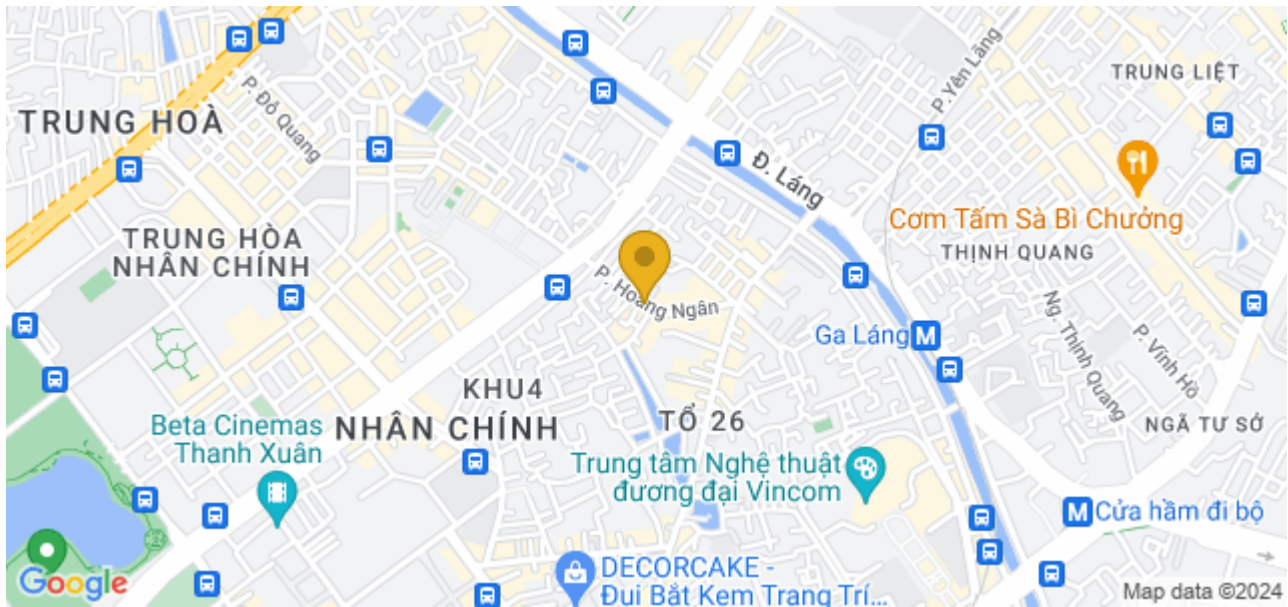 TRUNG LIỆT
P. Yên Lãng
P. Đỗ Quang
TRUNG HOÀ
Đ. Láng
Cơm Tấm Sà Bì Chưởng
TRUNG HÒA
NHÂN CHÍNH
THỊNH QUANG
P. Hoàng Ngân
Ng. Thịnh Quang
P. Vĩnh Hồ
Ga Láng
M
KHU4
NHÂN CHÍNH
TỔ 26
NGÃ TƯ SỞ
Beta Cinemas
Thanh Xuân
Trung tâm Nghệ thuật
đương đại Vincom
M
Cửa hầm đi bộ
DECORCAKE -
Đui Bắt Kem Trang Trí...
Google
Map data ©2024